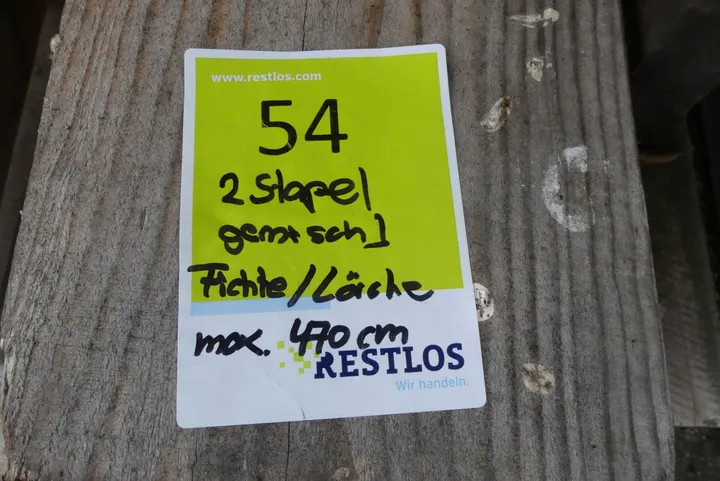 www.restlos.com
54
2 Stapel
gemischt
Fichte/Lärche
max. 470 cm
RESTLOS
Wir handeln.